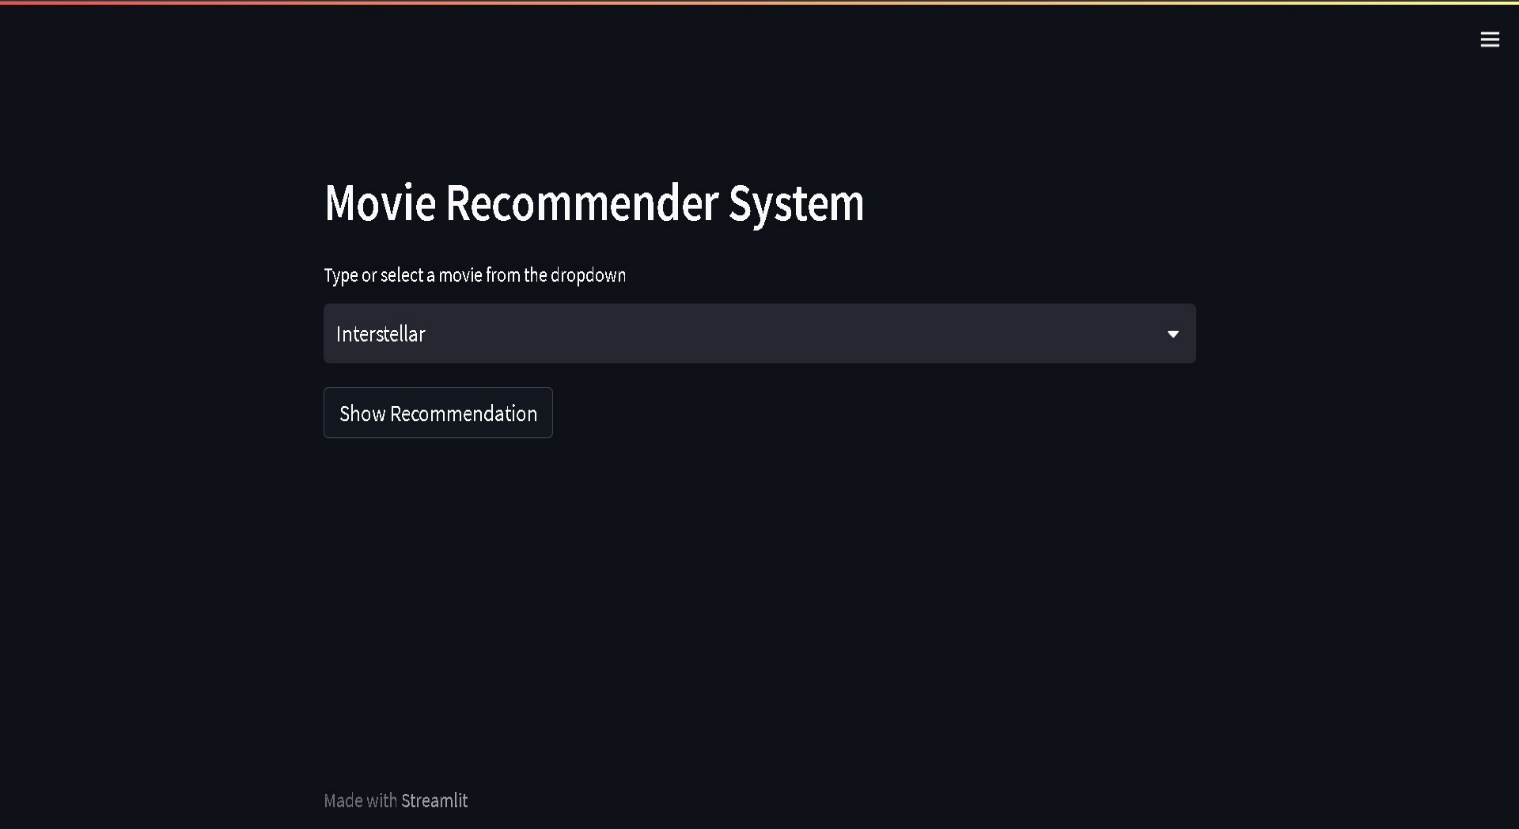 Movie Recommender System
Type or select a movie from the dropdown
Interstellar
Show Recommendation
Made with Streamlit